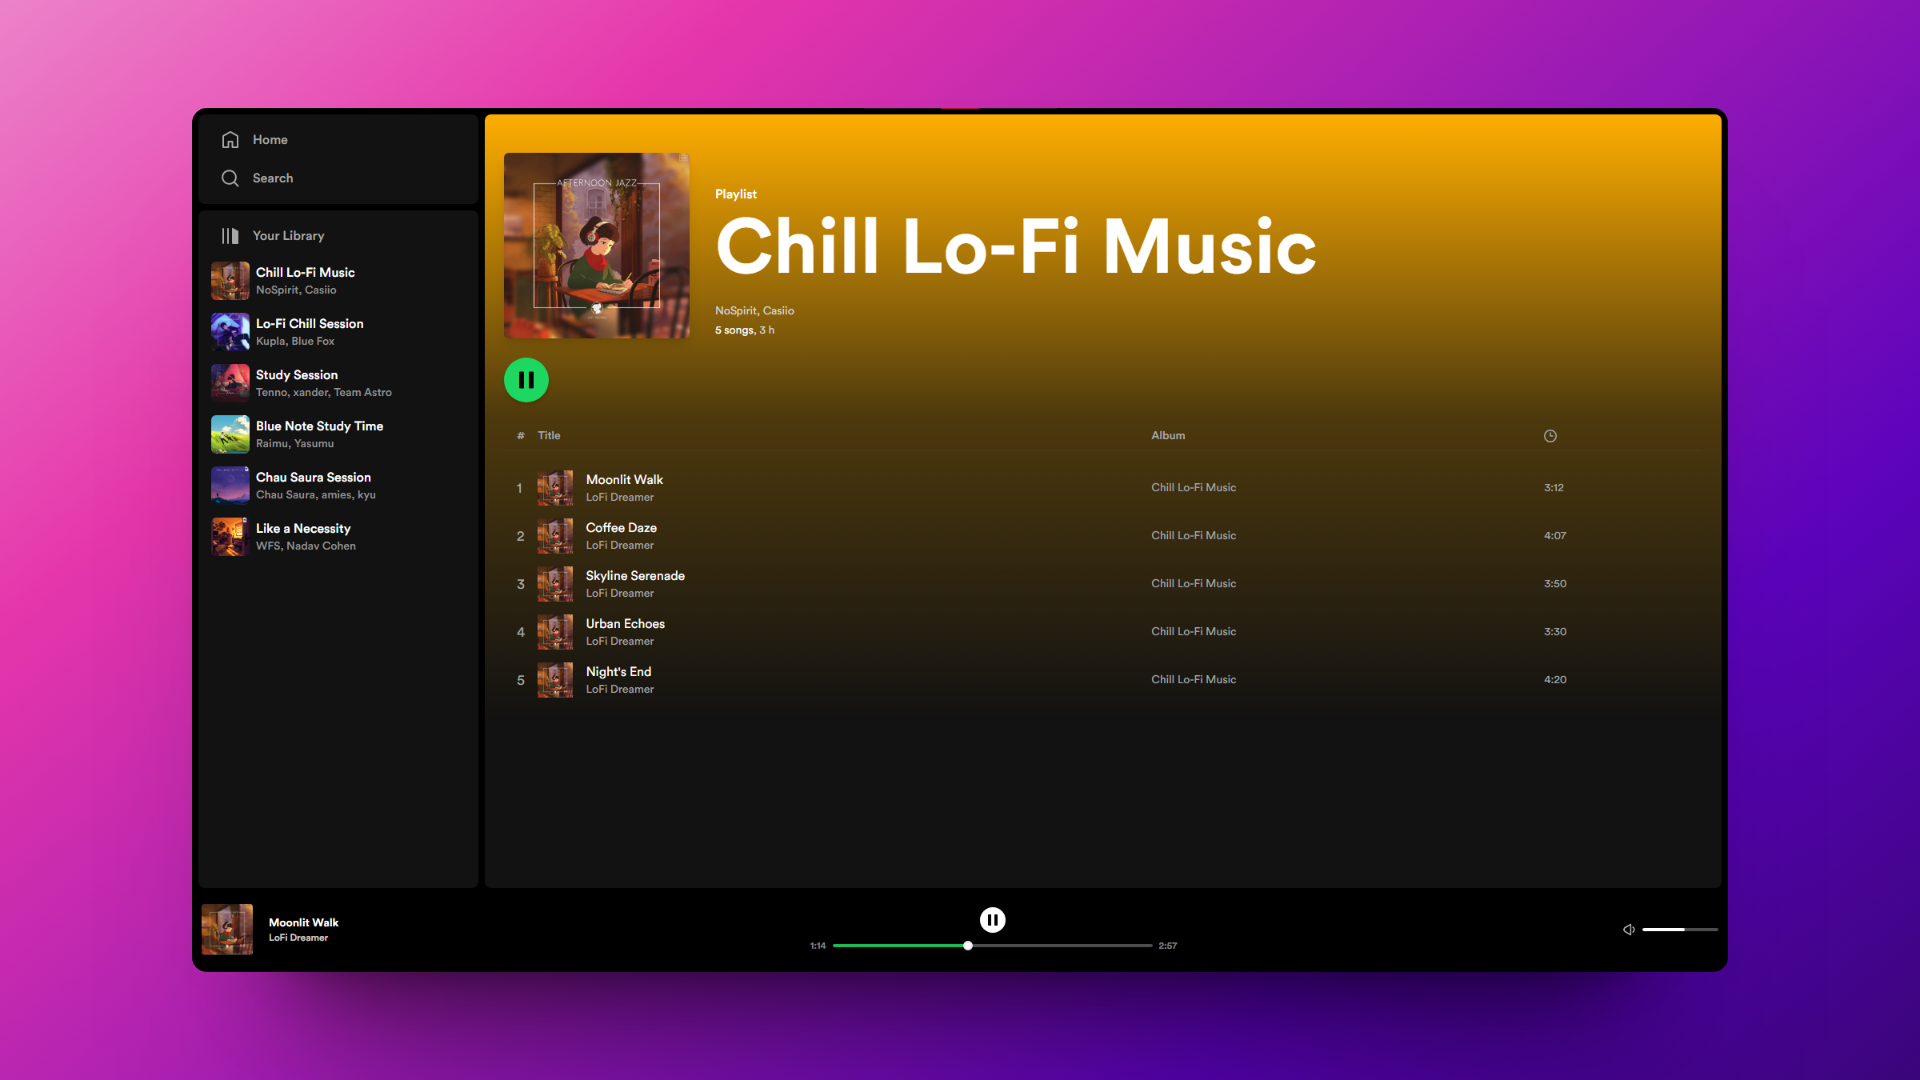 Home
Search
Your Library
Chill Lo-Fi Music
NoSpirit, Casiio
Lo-Fi Chill Session
Kupla, Blue Fox
Study Session
Tenno, xander, Team Astro
Blue Note Study Time
Raimu, Yasumu
Chau Saura Session
Chau Saura, amies, kyu
Like a Necessity
WFS, Nadav Cohen
AFTERNOON JAZZ
Playlist
Chill Lo-Fi Music
NoSpirit, Casiio
5 songs, 3 h
# Title Album
1 Moonlit Walk Chill Lo-Fi Music 3:12
LoFi Dreamer
2 Coffee Daze Chill Lo-Fi Music 4:07
LoFi Dreamer
3 Skyline Serenade Chill Lo-Fi Music 3:50
LoFi Dreamer
4 Urban Echoes Chill Lo-Fi Music 3:30
LoFi Dreamer
5 Night's End Chill Lo-Fi Music 4:20
LoFi Dreamer
Moonlit Walk
LoFi Dreamer
1:14 2:57